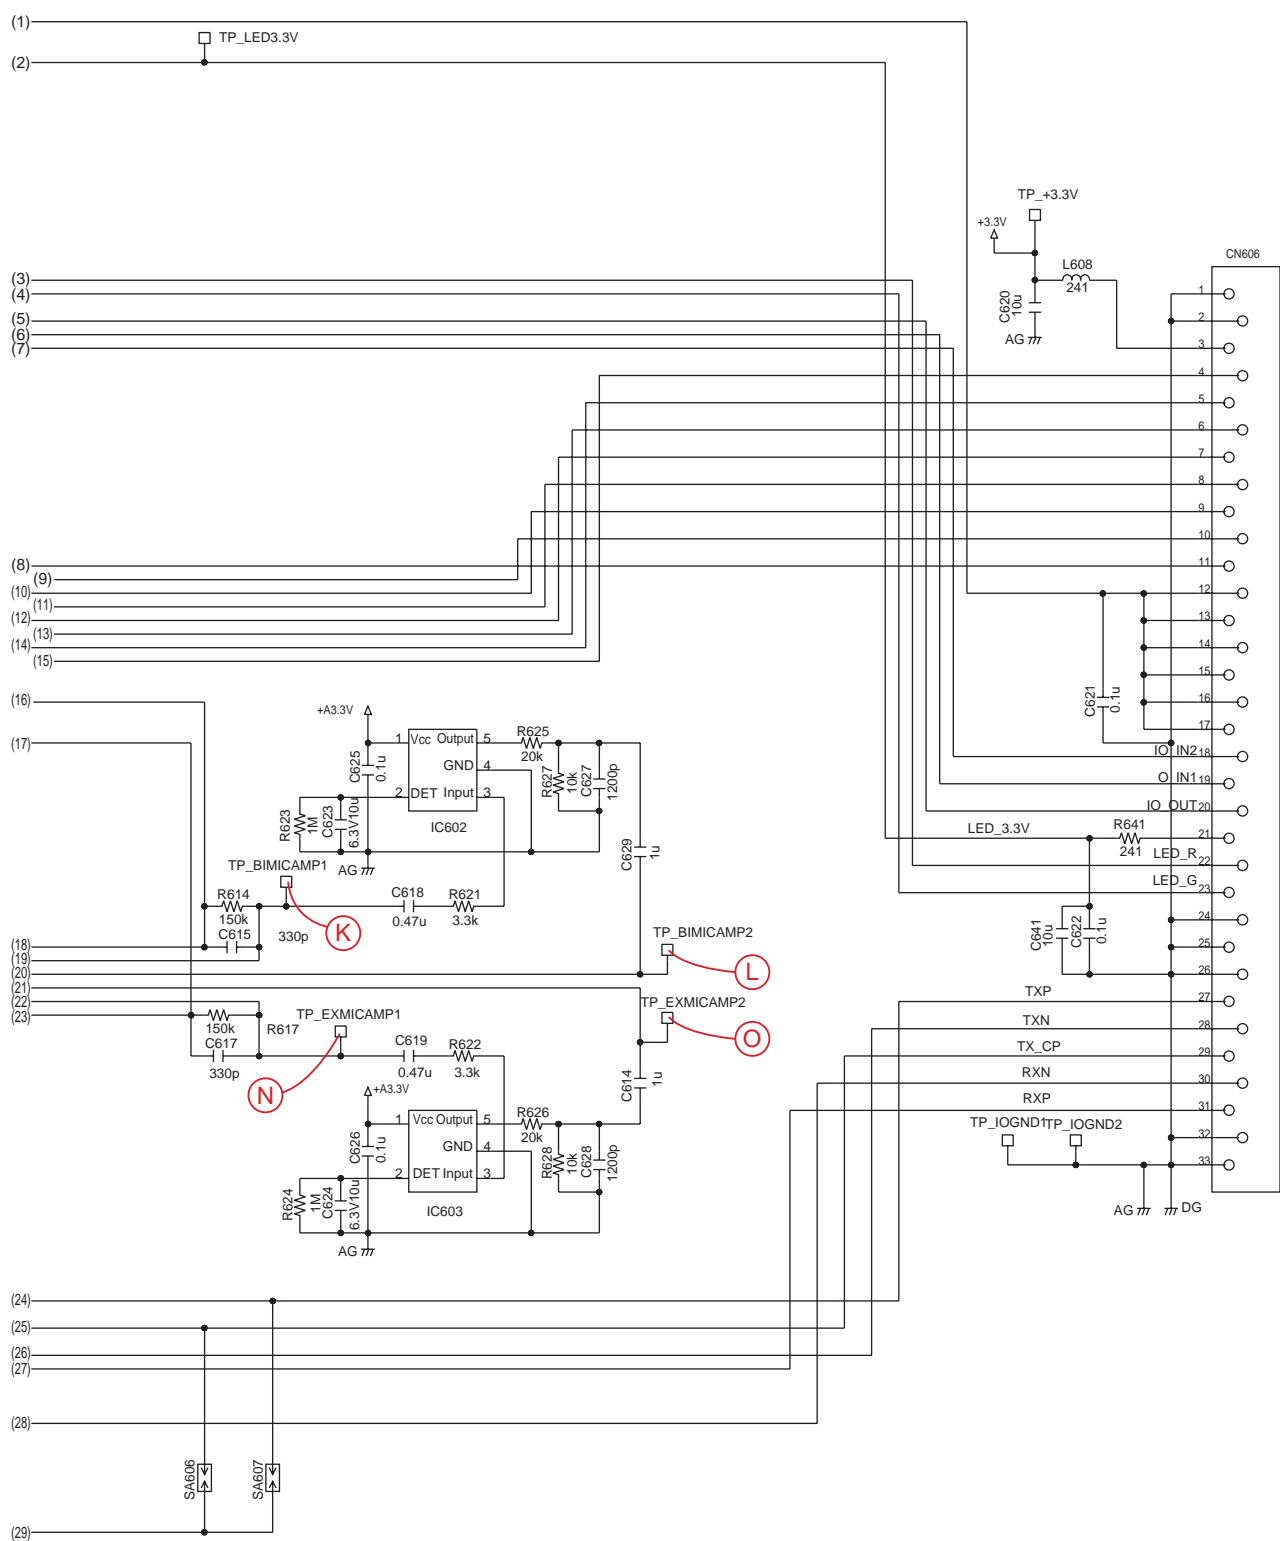 (1)
TP_LED3.3V
(2)
TP_+3.3V
+3.3V
CN606
L608
241
C620
10u
AG
(3)
(4)
(5)
(6)
(7)
1
2
3
4
5
6
7
8
9
10
11
12
13
14
15
16
17
IO_IN2 18
O_IN1 19
IO_OUT 20
21
LED_R 22
LED_G 23
24
25
26
27
28
29
30
31
32
33
(8)
(9)
(10)
(11)
(12)
(13)
(14)
(15)
(16)
(17)
C621
0.1u
+A3.3V
C625
0.1u
1 Vcc Output 5
GND 4
2 DET Input 3
IC602
R625
20k
R627
10k
C627
1200p
R623
1M
C623
6.3V10u
AG
C629
1u
LED_3.3V
R641
241
TP_BIMICAMP1
R614
150k
C615
330p
K
C618
0.47u
R621
3.3k
C641
10u
C622
0.1u
(18)
(19)
(20)
(21)
(22)
(23)
TP_BIMICAMP2
L
TP_EXMICAMP2
O
TXP
TXN
TX_CP
RXN
RXP
150k
R617
C617
330p
TP_EXMICAMP1
N
C619
0.47u
R622
3.3k
C614
1u
+A3.3V
C626
0.1u
1 Vcc Output 5
GND 4
2 DET Input 3
IC603
R626
20k
R628
10k
C628
1200p
R624
1M
C624
6.3V10u
AG
TP_IOGND1
TP_IOGND2
AG
DG
(24)
(25)
(26)
(27)
(28)
SA606
SA607
(29)